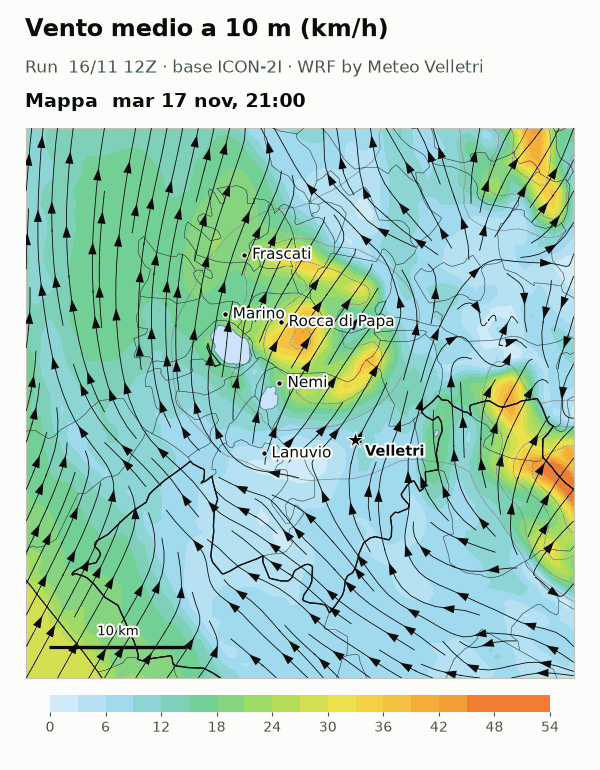 Vento medio a 10 m (km/h)
Run  16/11 12Z · base ICON-2I · WRF by Meteo Velletri
Mappa  mar 17 nov, 21:00
Frascati
Marino
Rocca di Papa
Nemi
Velletri
Lanuvio
10 km
0 6 12 18 24 30 36 42 48 54